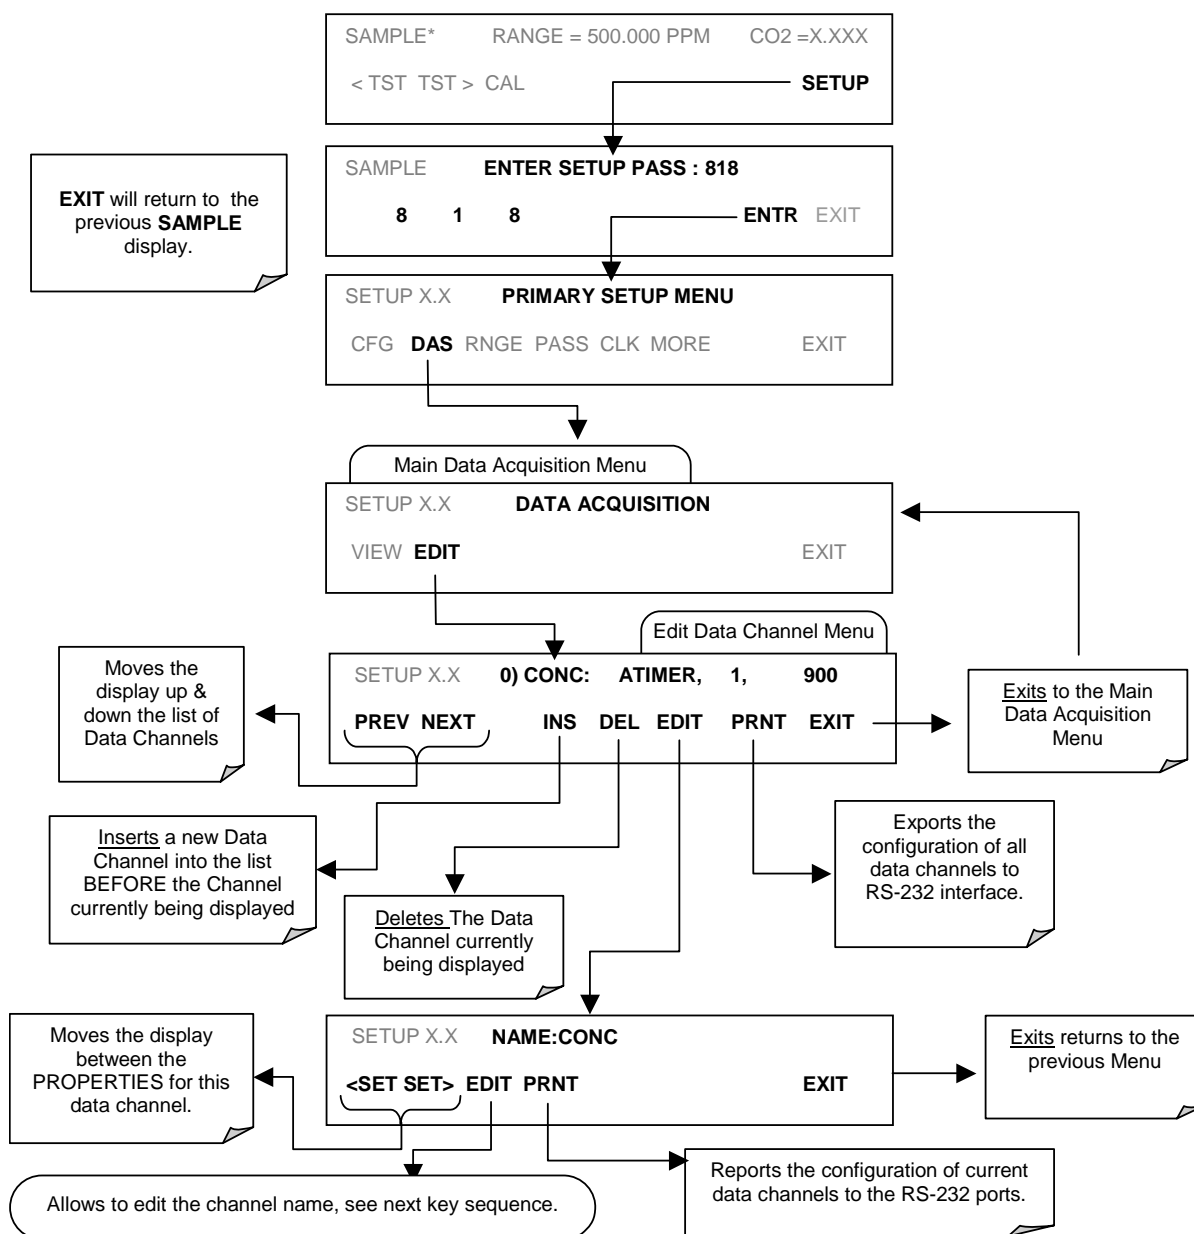 SAMPLE* RANGE = 500.000 PPM CO2 =X.XXX
< TST TST > CAL SETUP
EXIT will return to the
previous SAMPLE
display.
SAMPLE ENTER SETUP PASS : 818
8 1 8 ENTR EXIT
SETUP X.X PRIMARY SETUP MENU
CFG DAS RNGE PASS CLK MORE EXIT
Main Data Acquisition Menu
SETUP X.X DATA ACQUISITION
VIEW EDIT EXIT
Edit Data Channel Menu
SETUP X.X 0) CONC: ATIMER, 1, 900
PREV NEXT INS DEL EDIT PRNT EXIT
Moves the
display up &
down the list of
Data Channels
Exits to the Main
Data Acquisition
Menu
Inserts a new Data
Channel into the list
BEFORE the Channel
currently being displayed
Deletes The Data
Channel currently
being displayed
Exports the
configuration of all
data channels to
RS-232 interface.
Moves the display
between the
PROPERTIES for this
data channel.
SETUP X.X NAME:CONC
<SET SET> EDIT PRNT EXIT
Exits returns to the
previous Menu
Allows to edit the channel name, see next key sequence.
Reports the configuration of current
data channels to the RS-232 ports.